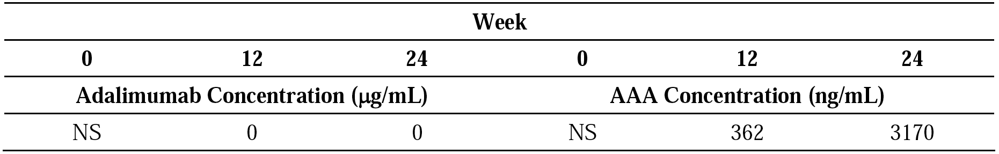 Week
0 12 24 0 12 24
Adalimumab Concentration (μg/mL) AAA Concentration (ng/mL)
NS 0 0 NS 362 3170